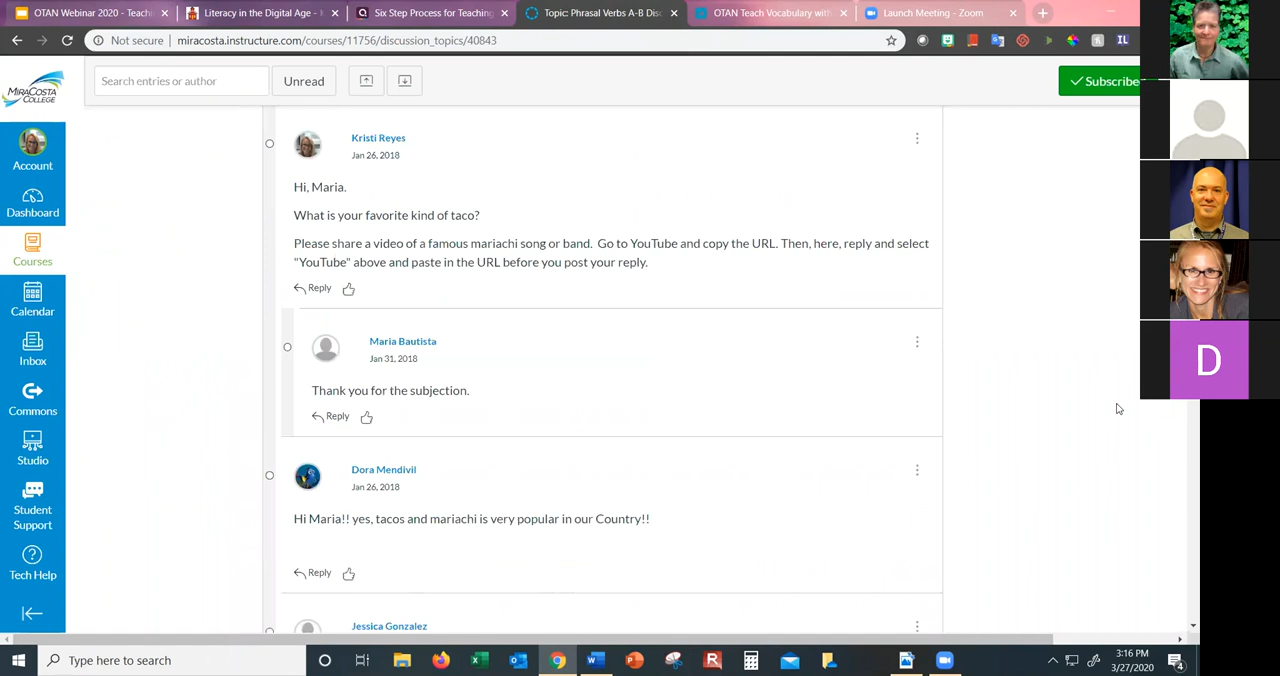 OTAN Webinar 2020 - Teachin
Literacy in the Digital Age -
Six Step Process for Teaching
Topic: Phrasal Verbs A-B Disc
OTAN Teach Vocabulary with
Launch Meeting - Zoom
Not secure | miracosta.instructure.com/courses/11756/discussion_topics/40843
IL
MIRACOSTA
COLLEGE
Search entries or author
Unread
Subscribe
Account
Dashboard
Courses
Calendar
Inbox
Commons
Studio
Student
Support
Tech Help
Kristi Reyes
Jan 26, 2018
Hi, Maria.
What is your favorite kind of taco?
Please share a video of a famous mariachi song or band. Go to YouTube and copy the URL. Then, here, reply and select
"YouTube" above and paste in the URL before you post your reply.
Reply
Maria Bautista
Jan 31, 2018
Thank you for the subjection.
Reply
Dora Mendivil
Jan 26, 2018
Hi Maria!! yes, tacos and mariachi is very popular in our Country!!
Reply
Jessica Gonzalez
D
Type here to search
3:16 PM
3/27/2020
4